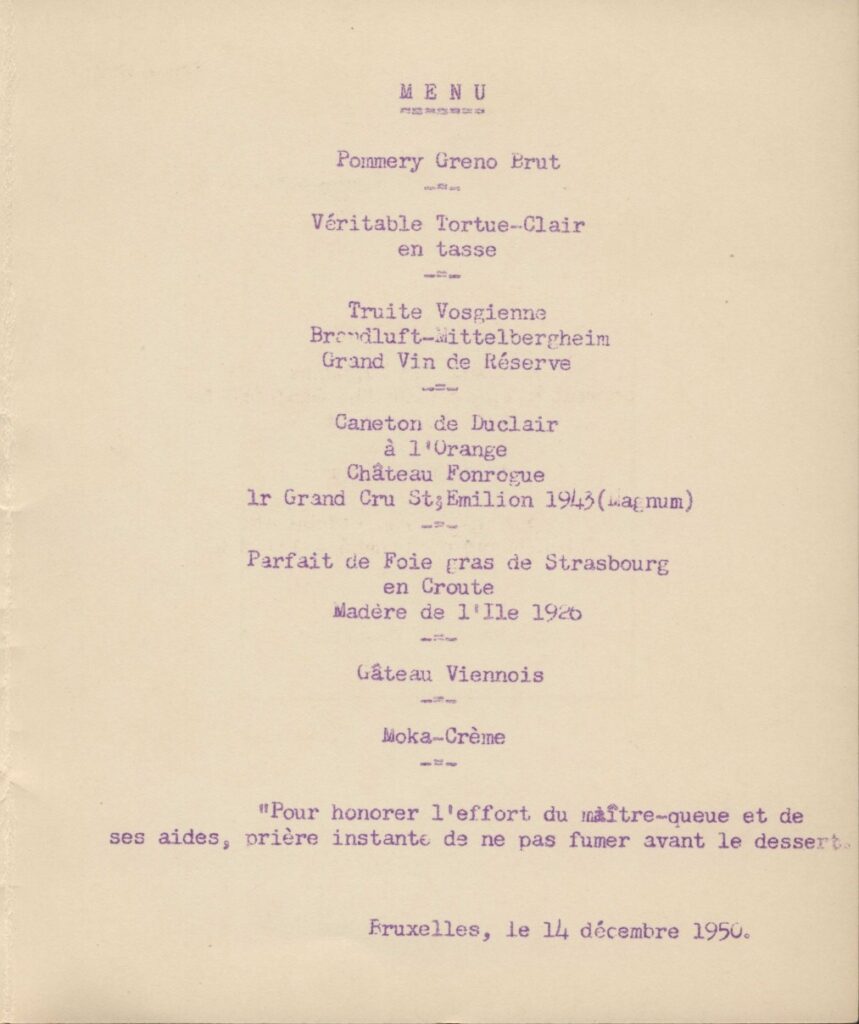 MENU
Pommery Greno Brut
Véritable Tortue-Clair
en tasse
Truite Vosgienne
Brandluft-Mittelbergheim
Grand Vin de Réserve
Caneton de Duclair
à l'Orange
Château Fonrogue
1r Grand Cru St;Emilion 1943(Magnum)
Parfait de Foie gras de Strasbourg
en Croute
Madère de l'Ile 1926
Gâteau Viennois
Moka-Crème
"Pour honorer l'effort du maître-queue et de
ses aides, prière instante de ne pas fumer avant le dessert.
Bruxelles, le 14 décembre 1950.